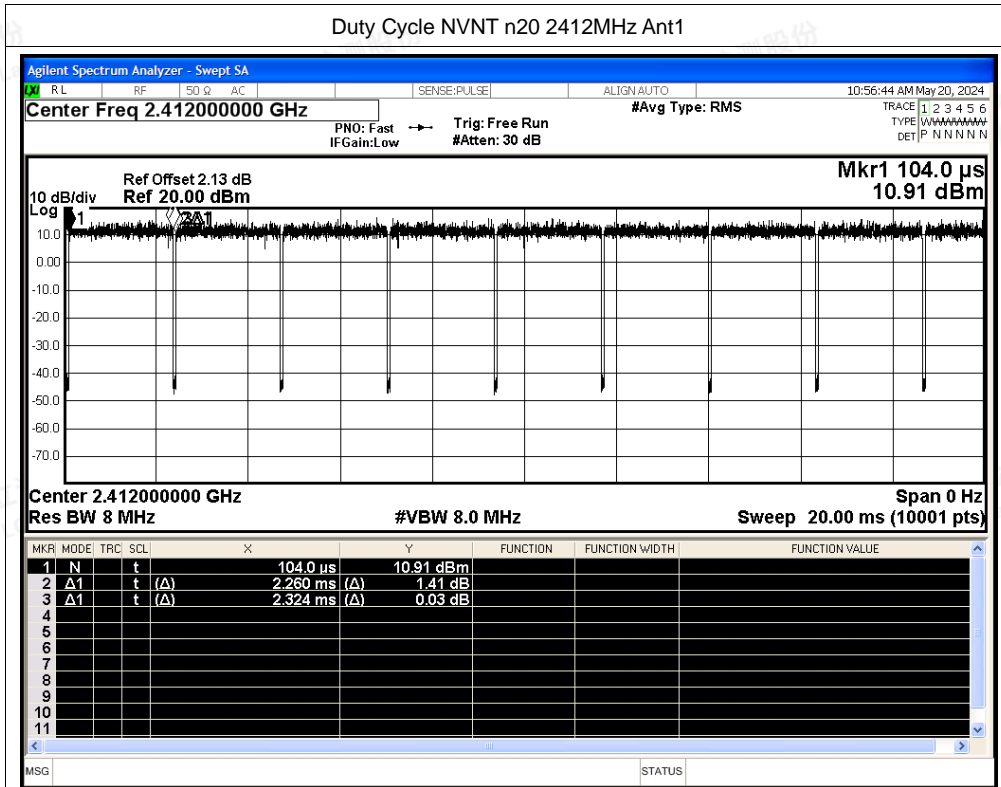 Duty Cycle NVNT n20 2412MHz Ant1
Agilent Spectrum Analyzer - Swept SA
LXI RL RF 50 Ω AC SENSE:PULSE ALIGN AUTO 10:56:44 AM May 20, 2024
Center Freq 2.412000000 GHz #Avg Type: RMS TRACE 1 2 3 4 5 6
PNO: Fast Trig: Free Run TYPE WWWWWW
IFGain:Low #Atten: 30 dB DET P N N N N N
Mkr1 104.0 µs
Ref Offset 2.13 dB
10 dB/div Ref 20.00 dBm 10.91 dBm
Log
1 3Δ1
10.0
0.00
-10.0
-20.0
-30.0
-40.0
-50.0
-60.0
-70.0
Center 2.412000000 GHz Span 0 Hz
Res BW 8 MHz #VBW 8.0 MHz Sweep 20.00 ms (10001 pts)
MKR MODE TRC SCL X Y FUNCTION FUNCTION WIDTH FUNCTION VALUE
1 N t 104.0 µs 10.91 dBm
2 Δ1 t (Δ) 2.260 ms (Δ) 1.41 dB
3 Δ1 t (Δ) 2.324 ms (Δ) 0.03 dB
4
5
6
7
8
9
10
11
MSG STATUS